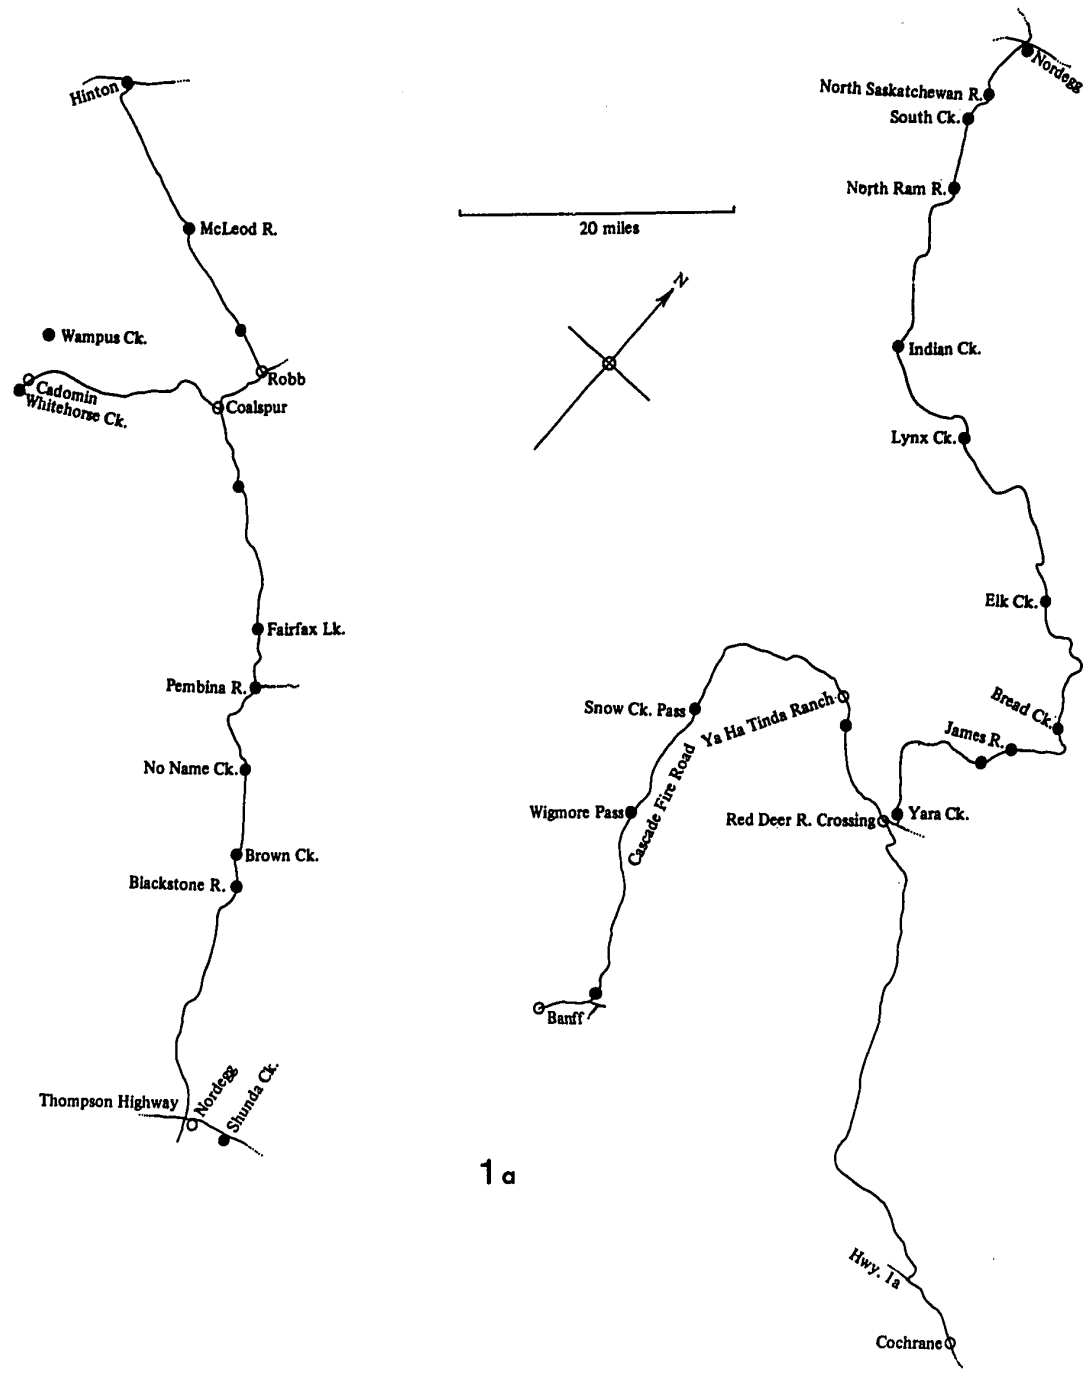 Hinton
McLeod R.
Wampus Ck.
Cadomin
Whitehorse Ck.
Robb
Coalspur
Fairfax Lk.
Pembina R.
No Name Ck.
Brown Ck.
Blackstone R.
Thompson Highway
Nordegg
Shunda Ck.
20 miles
N
Nordegg
North Saskatchewan R.
South Ck.
North Ram R.
Indian Ck.
Lynx Ck.
Elk Ck.
Bread Ck.
James R.
Yara Ck.
Red Deer R. Crossing
Ya Ha Tinda Ranch
Snow Ck. Pass
Cascade Fire Road
Wigmore Pass
Banff
Hwy. 1a
Cochrane
1a